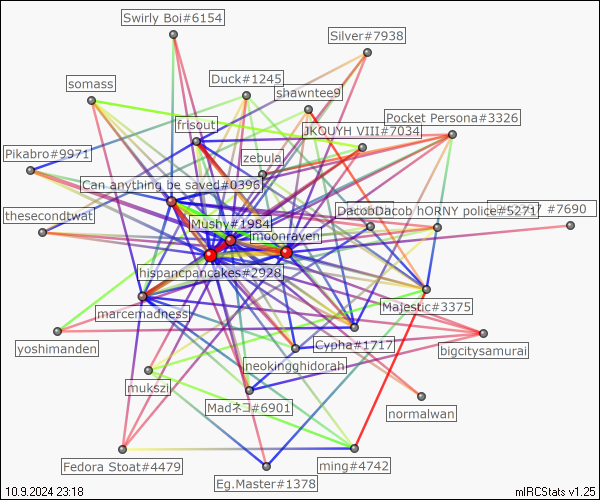 Swirly Boi#6154
Silver#7938
somass
Duck#1245
shawntee9
Pocket Persona#3326
frisout
JKQUYH VIII#7034
Pikabro#9971
zebula
Can anything be saved#0396
thesecondtwat
Mushy#1984
DacobDacob
hORNY police#5271
#7690
moonraven
hispancpancakes#2928
marcemadness
Majestic#3375
yoshimanden
Cypha#1717
bigcitysamurai
neokingghidorah
mukszi
Madネコ#6901
normalwan
Fedora Stoat#4479
ming#4742
Eg.Master#1378
10.9.2024 23:18
mIRCStats v1.25